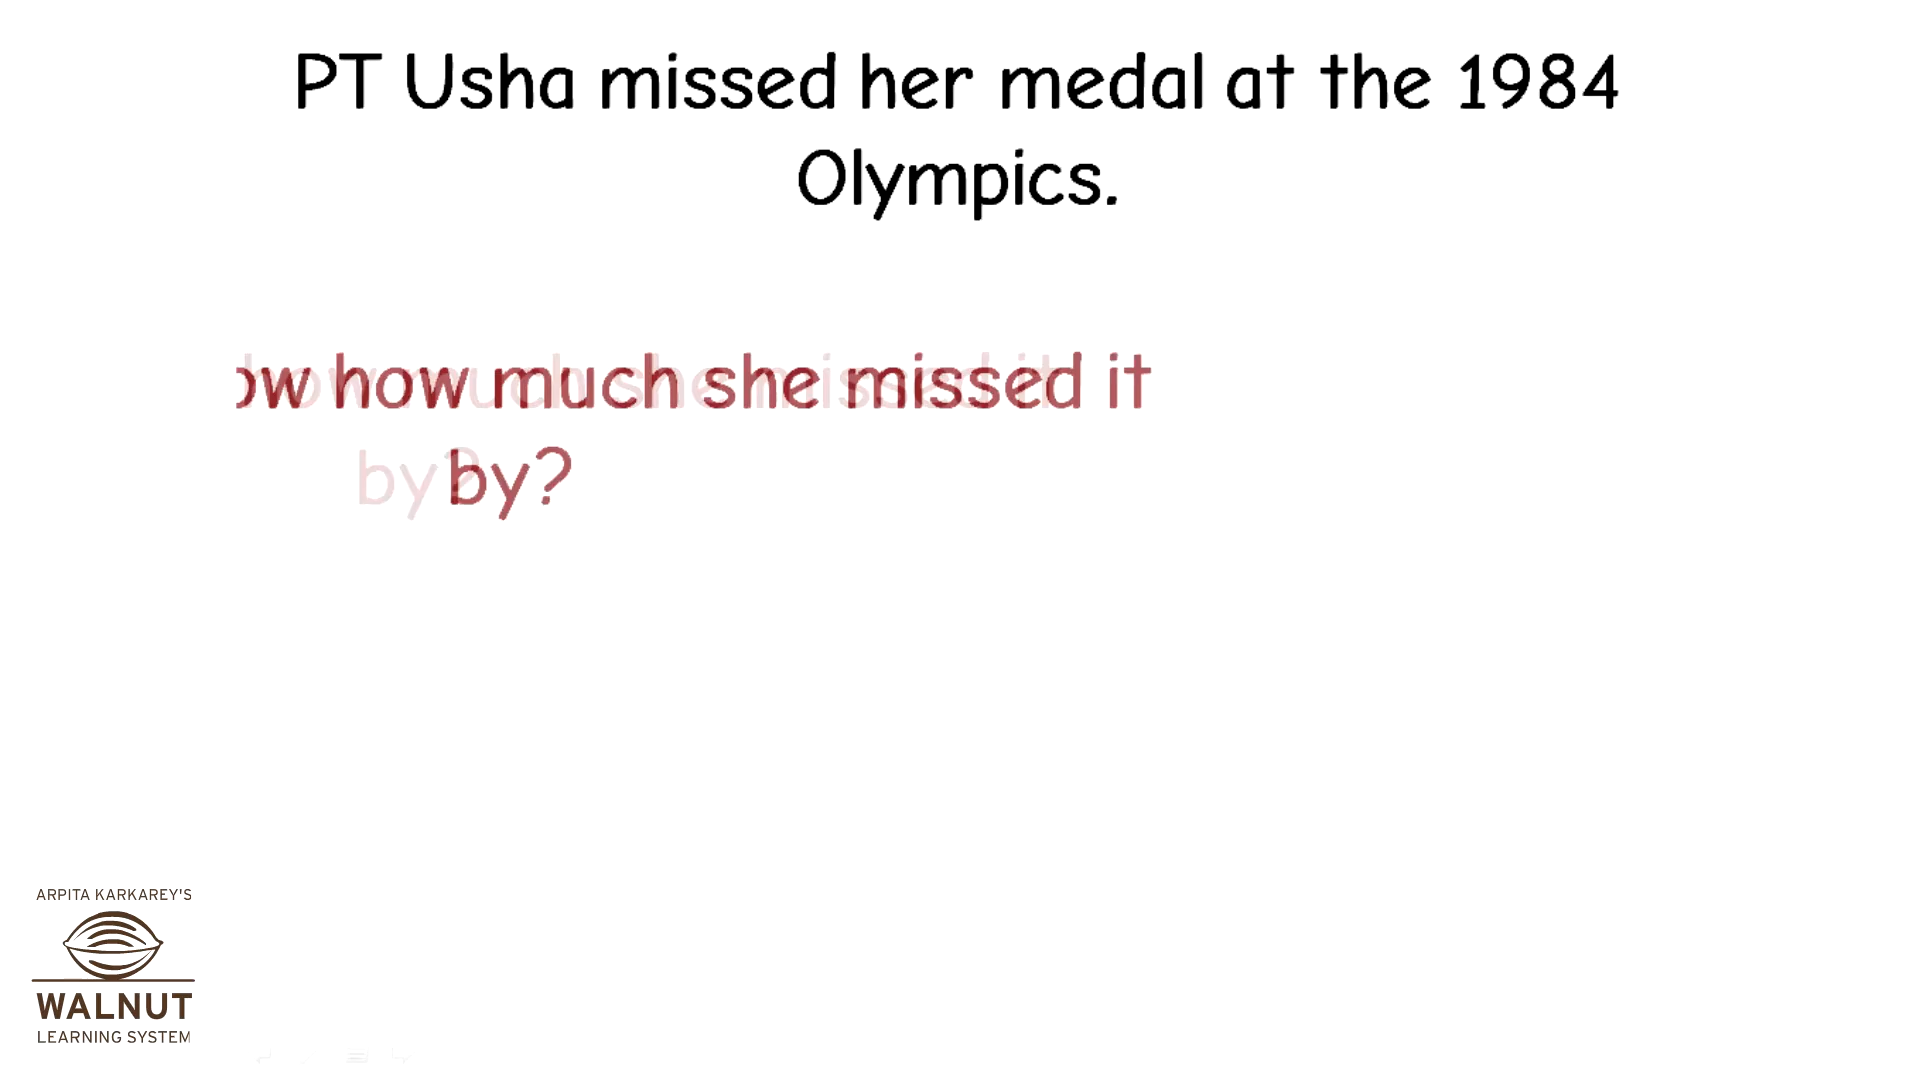 PT Usha missed her medal at the 1984
Olympics.
how much she missed it
by?
ARPITA KARKAREY'S
WALNUT
LEARNING SYSTEM